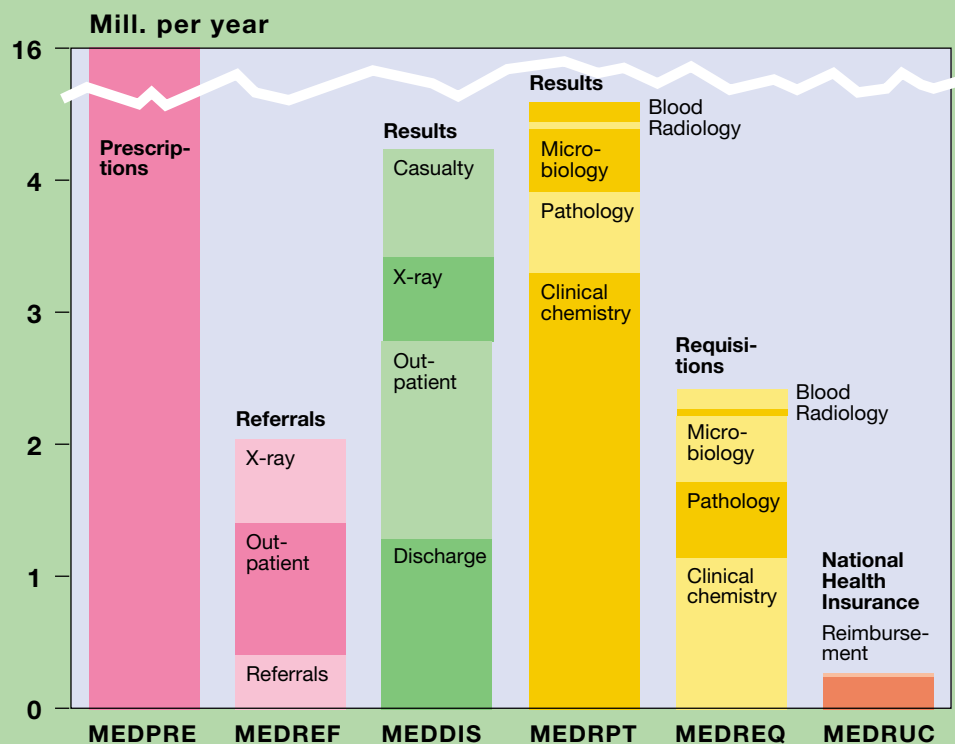 Mill. per year
16
4
3
2
1
0
Prescrip-
tions
Referrals
X-ray
Out-
patient
Referrals
Results
Casualty
X-ray
Out-
patient
Discharge
Results
Blood
Radiology
Micro-
biology
Pathology
Clinical
chemistry
Requisi-
tions
Blood
Radiology
Micro-
biology
Pathology
Clinical
chemistry
National
Health
Insurance
Reimburse-
ment
MEDPRE MEDREF MEDDIS MEDRPT MEDREQ MEDRUC